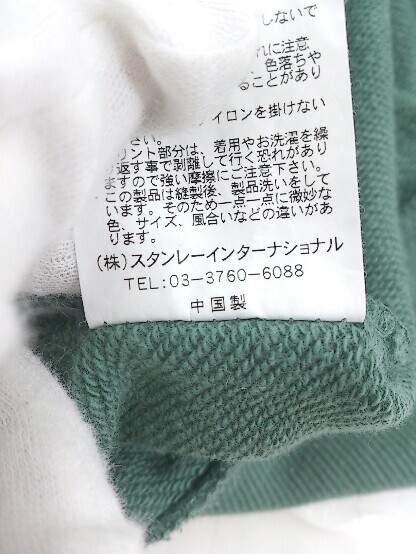 しないで
れに注意
色落ちや
ることがあり
イロンを掛けない
さい。
リント部分は、着用やお洗濯を繰
返す事で剥離して行く恐れがあり
ますので強い摩擦にご注意下さい。
この製品は縫製後、製品洗いをして
います。そのため一点一点に微妙な
色、サイズ、風合いなどの違いがあ
ります。
(株)スタンレーインターナショナル
TEL:03-3760-6088
中国製